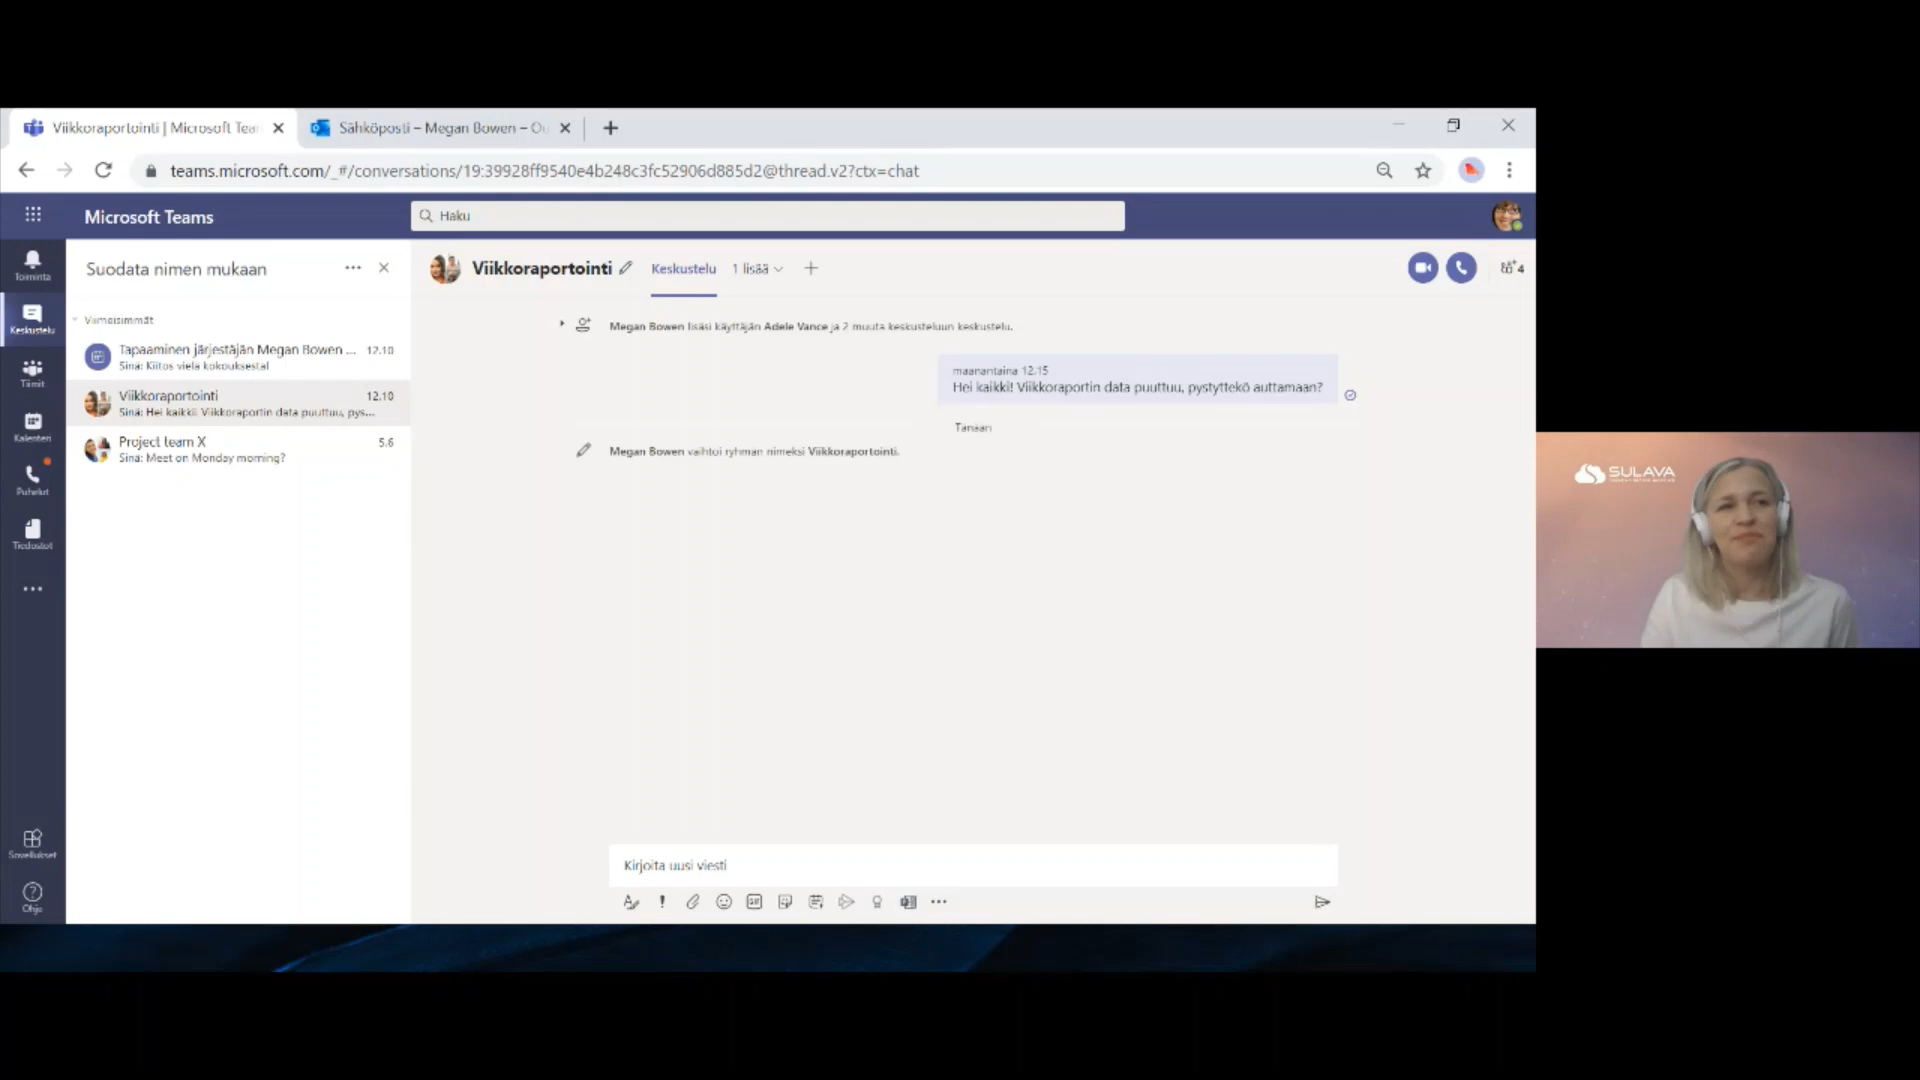 Viikkoraportointi | Microsoft Tea
Sähköposti – Megan Bowen – Ou
teams.microsoft.com/_#/conversations/19:39928ff9540e4b248c3fc52906d885d2@thread.v2?ctx=chat
Microsoft Teams
Haku
Toiminta
Keskustelu
Tiimit
Kalenteri
Puhelut
Tiedostot
Sovellukset
Ohje
Suodata nimen mukaan
Viimeisimmät
Tapaaminen järjestäjän Megan Bowen ... 12.10
Sinä: Kiitos vielä kokouksesta!
Viikkoraportointi 12.10
Sinä: Hei kaikki! Viikkoraportin data puuttuu, pys...
Project team X 5.6
Sinä: Meet on Monday morning?
Viikkoraportointi Keskustelu 1 lisää
4
Megan Bowen lisäsi käyttäjän Adele Vance ja 2 muuta keskusteluun keskustelu.
maanantaina 12.15
Hei kaikki! Viikkoraportin data puuttuu, pystyttekö auttamaan?
Tänään
Megan Bowen vaihtoi ryhmän nimeksi Viikkoraportointi.
Kirjoita uusi viesti
GIF
SULAVA